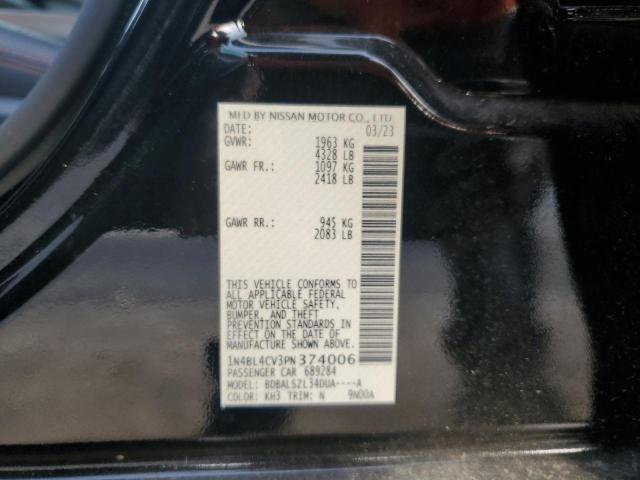 MFD BY NISSAN MOTOR CO., LTD.
DATE: 03/23
GVWR: 1963 KG
4328 LB
GAWR FR.: 1097 KG
2418 LB
GAWR RR.: 945 KG
2083 LB
THIS VEHICLE CONFORMS TO
ALL APPLICABLE FEDERAL
MOTOR VEHICLE SAFETY,
BUMPER, AND THEFT
PREVENTION STANDARDS
IN EFFECT ON THE DATE OF
MANUFACTURE SHOWN ABOVE.
1N4BL4CV3PN374006
PASSENGER CAR 689284
MODEL: BDBALSZL34DUA----A
COLOR: KH3 TRIM: N 9N00A